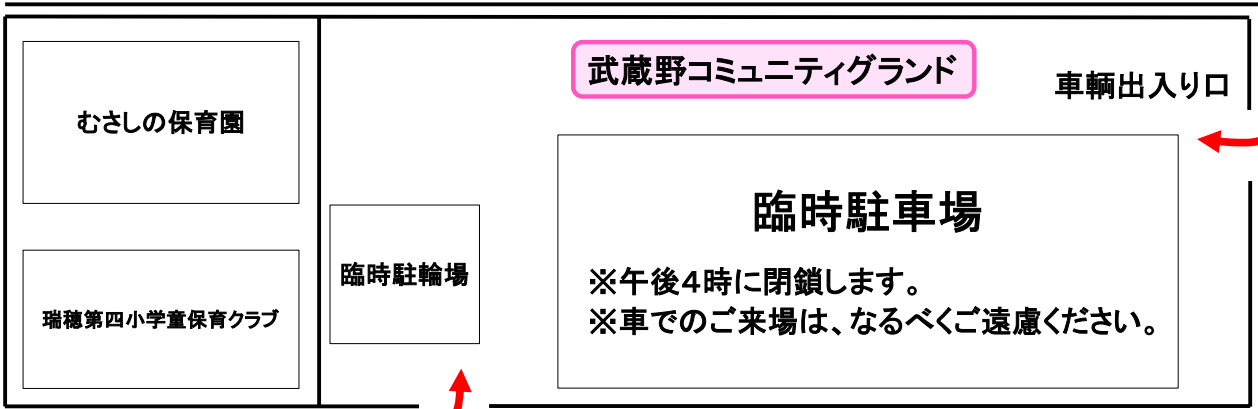 武蔵野コミュニティグランド
車輌出入り口
むさしの保育園
臨時駐車場
臨時駐輪場
※午後４時に閉鎖します。
※車でのご来場は、なるべくご遠慮ください。
瑞穂第四小学童保育クラブ